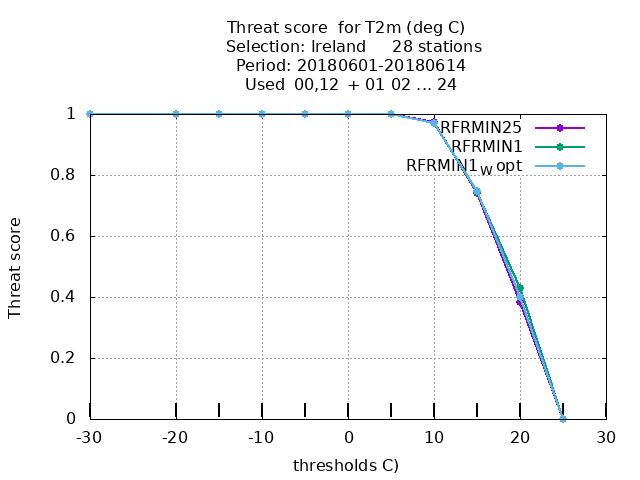 Threat score for T2m (deg C)
Selection: Ireland 28 stations
Period: 20180601-20180614
Used 00,12 + 01 02 ... 24
1
RFRMIN25
RFRMIN1
RFRMIN1W opt
0.8
0.6
0.4
0.2
0
Threat score
-30 -20 -10 0 10 20 30
thresholds C)